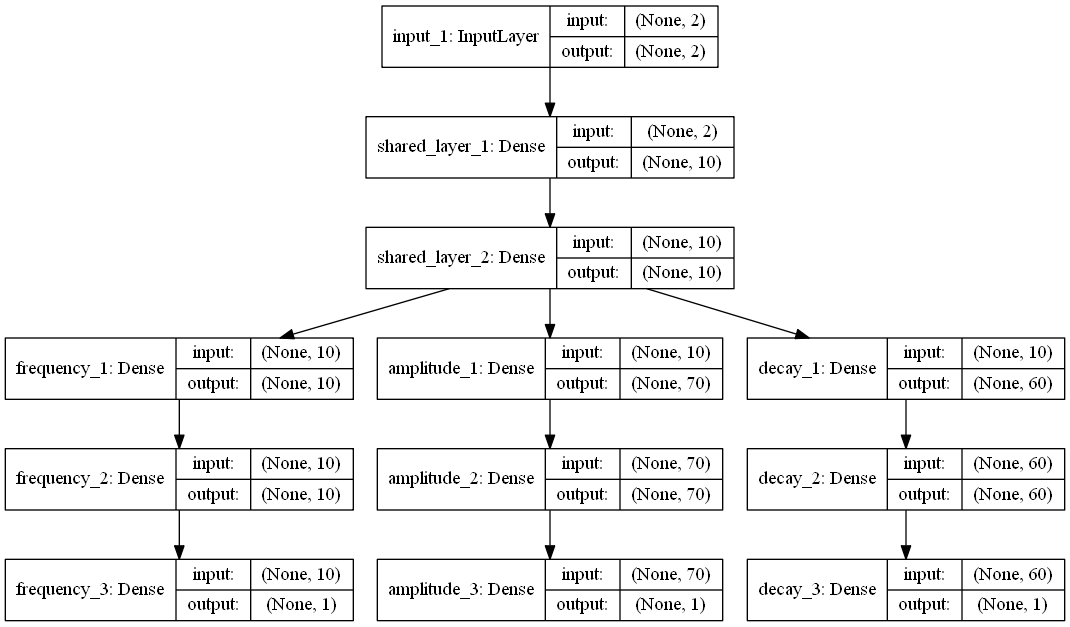 input_1: InputLayer
input: (None, 2)
output: (None, 2)
shared_layer_1: Dense
input: (None, 2)
output: (None, 10)
shared_layer_2: Dense
input: (None, 10)
output: (None, 10)
frequency_1: Dense
input: (None, 10)
output: (None, 10)
amplitude_1: Dense
input: (None, 10)
output: (None, 70)
decay_1: Dense
input: (None, 10)
output: (None, 60)
frequency_2: Dense
input: (None, 10)
output: (None, 10)
amplitude_2: Dense
input: (None, 70)
output: (None, 70)
decay_2: Dense
input: (None, 60)
output: (None, 60)
frequency_3: Dense
input: (None, 10)
output: (None, 1)
amplitude_3: Dense
input: (None, 70)
output: (None, 1)
decay_3: Dense
input: (None, 60)
output: (None, 1)